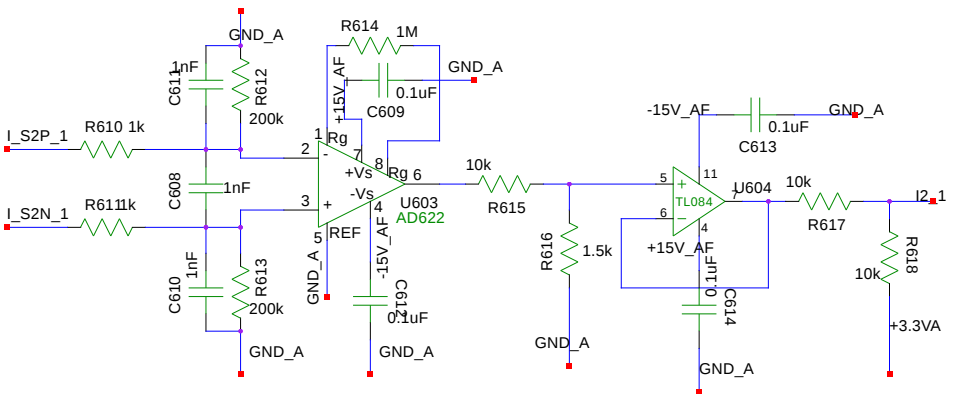 GND_A
R614
1M
1nF
C611
R612
200k
+15V_AF
GND_A
0.1uF
C609
I_S2P_1
R610 1k
1
Rg
2
-
7
8
+Vs
Rg
6
C608
1nF
-Vs
U603
AD622
I_S2N_1
R611
1k
3
+
4
5
REF
1nF
C610
R613
200k
GND_A
GND_A
-15V_AF
C612
0.1uF
GND_A
10k
R615
R616
1.5k
GND_A
-15V_AF
0.1uF
C613
GND_A
5
+
11
TL084
U604
7
6
-
4
+15V_AF
0.1uF
C614
GND_A
10k
R617
I2_1
R618
10k
+3.3VA